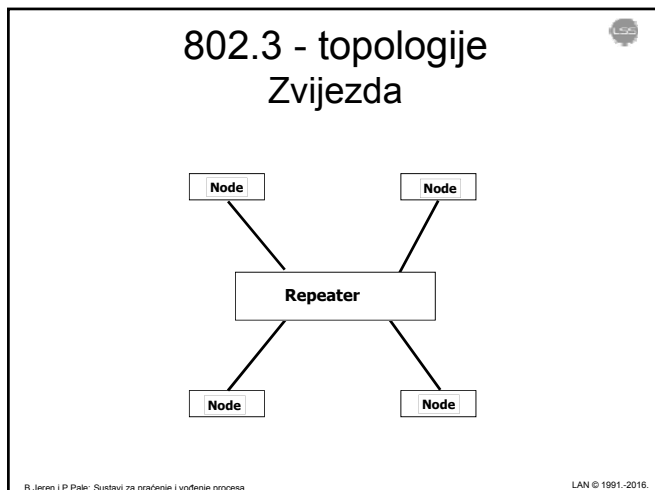 802.3 - topologije
Zvijezda
LSS
Node
Node
Repeater
Node
Node
B.Jeren i P.Pale: Sustavi za praćenje i vođenje procesa
LAN © 1991.-2016.